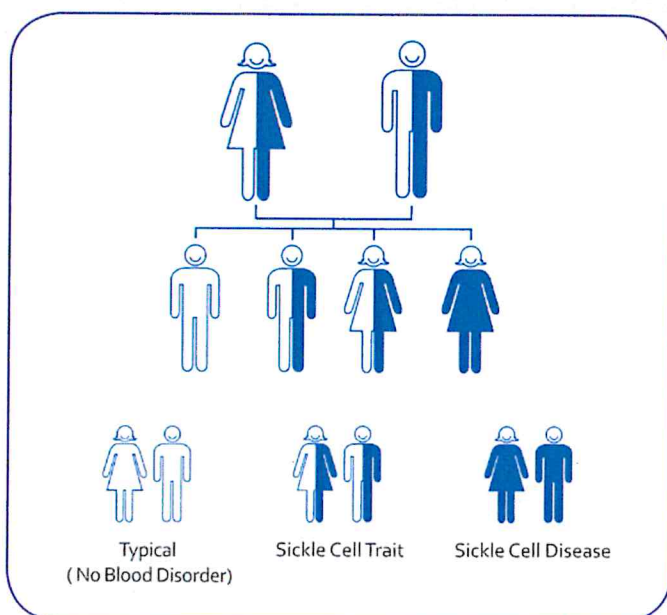 Typical
( No Blood Disorder)
Sickle Cell Trait
Sickle Cell Disease